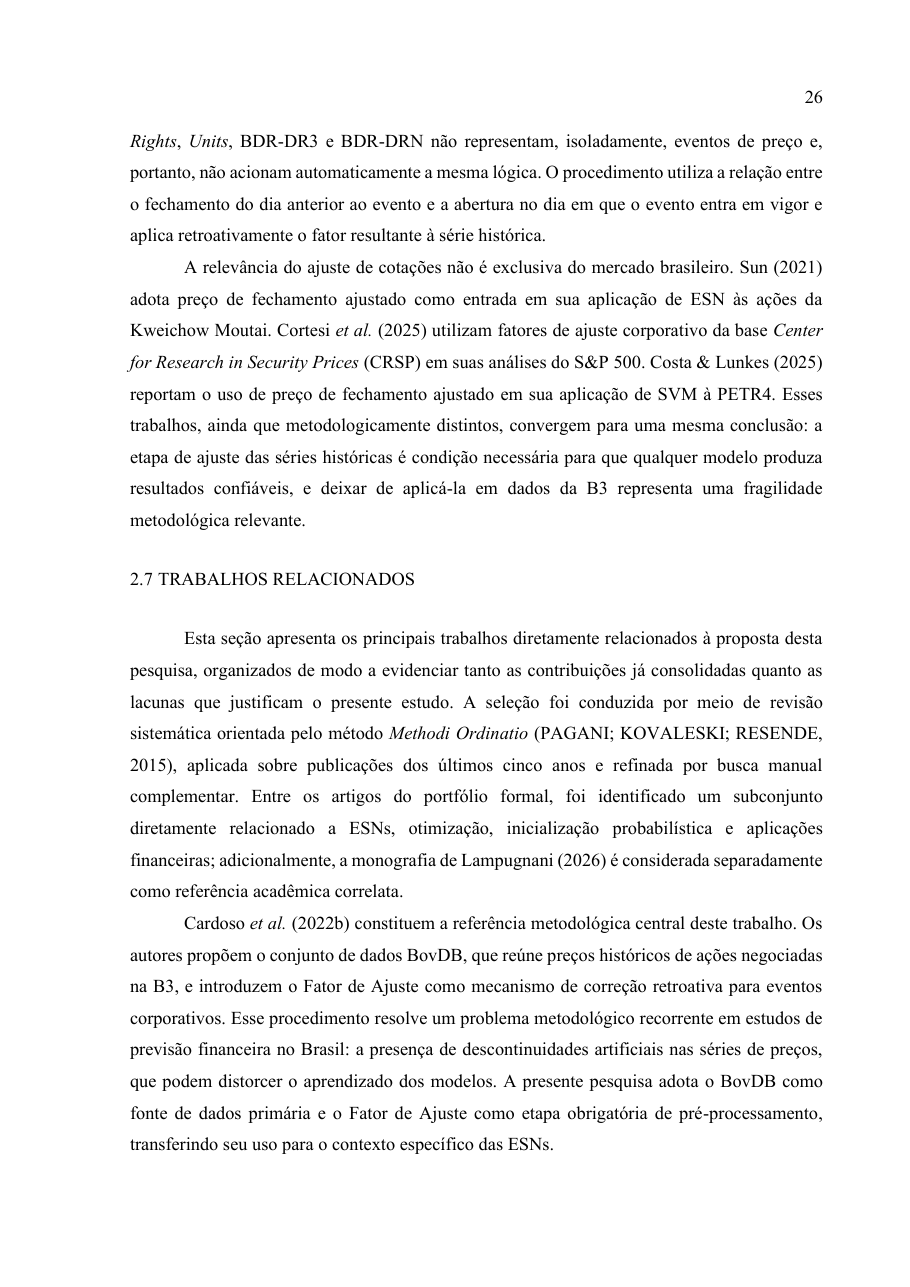 26
Rights, Units, BDR-DR3 e BDR-DRN não representam, isoladamente, eventos de preço e,
portanto, não acionam automaticamente a mesma lógica. O procedimento utiliza a relação entre
o fechamento do dia anterior ao evento e a abertura no dia em que o evento entra em vigor e
aplica retroativamente o fator resultante à série histórica.
A relevância do ajuste de cotações não é exclusiva do mercado brasileiro. Sun (2021)
adota preço de fechamento ajustado como entrada em sua aplicação de ESN às ações da
Kweichow Moutai. Cortesi et al. (2025) utilizam fatores de ajuste corporativo da base Center
for Research in Security Prices (CRSP) em suas análises do S&P 500. Costa & Lunkes (2025)
reportam o uso de preço de fechamento ajustado em sua aplicação de SVM à PETR4. Esses
trabalhos, ainda que metodologicamente distintos, convergem para uma mesma conclusão: a
etapa de ajuste das séries históricas é condição necessária para que qualquer modelo produza
resultados confiáveis, e deixar de aplicá-la em dados da B3 representa uma fragilidade
metodológica relevante.
2.7 TRABALHOS RELACIONADOS
Esta seção apresenta os principais trabalhos diretamente relacionados à proposta desta
pesquisa, organizados de modo a evidenciar tanto as contribuições já consolidadas quanto as
lacunas que justificam o presente estudo. A seleção foi conduzida por meio de revisão
sistemática orientada pelo método Methodi Ordinatio (PAGANI; KOVALESKI; RESENDE,
2015), aplicada sobre publicações dos últimos cinco anos e refinada por busca manual
complementar. Entre os artigos do portfólio formal, foi identificado um subconjunto
diretamente relacionado a ESNs, otimização, inicialização probabilística e aplicações
financeiras; adicionalmente, a monografia de Lampugnani (2026) é considerada separadamente
como referência acadêmica correlata.
Cardoso et al. (2022b) constituem a referência metodológica central deste trabalho. Os
autores propõem o conjunto de dados BovDB, que reúne preços históricos de ações negociadas
na B3, e introduzem o Fator de Ajuste como mecanismo de correção retroativa para eventos
corporativos. Esse procedimento resolve um problema metodológico recorrente em estudos de
previsão financeira no Brasil: a presença de descontinuidades artificiais nas séries de preços,
que podem distorcer o aprendizado dos modelos. A presente pesquisa adota o BovDB como
fonte de dados primária e o Fator de Ajuste como etapa obrigatória de pré-processamento,
transferindo seu uso para o contexto específico das ESNs.